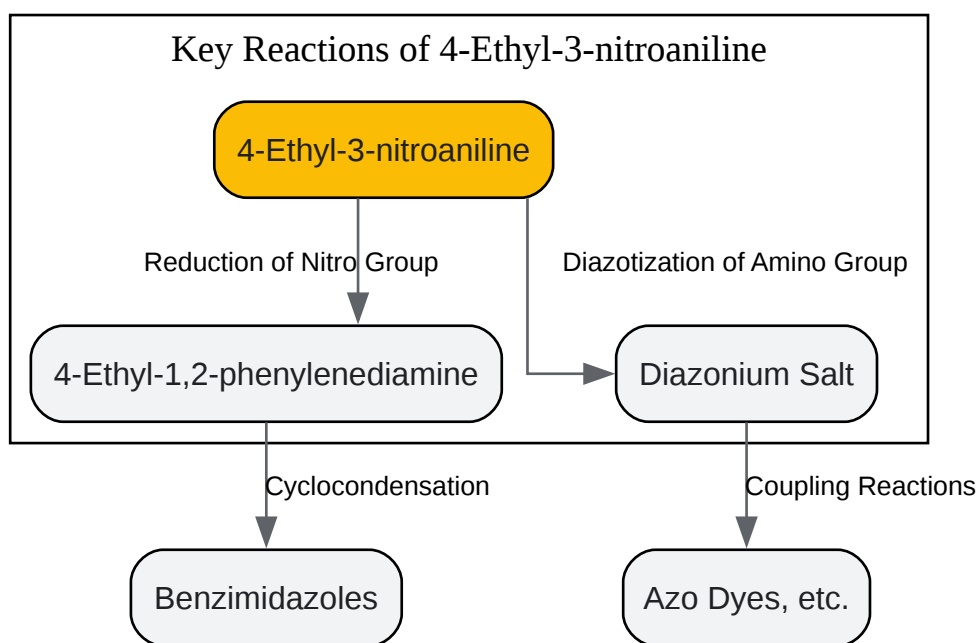 Key Reactions of 4-Ethyl-3-nitroaniline
4-Ethyl-3-nitroaniline
Reduction of Nitro Group
Diazotization of Amino Group
4-Ethyl-1,2-phenylenediamine
Diazonium Salt
Cyclocondensation
Coupling Reactions
Benzimidazoles
Azo Dyes, etc.